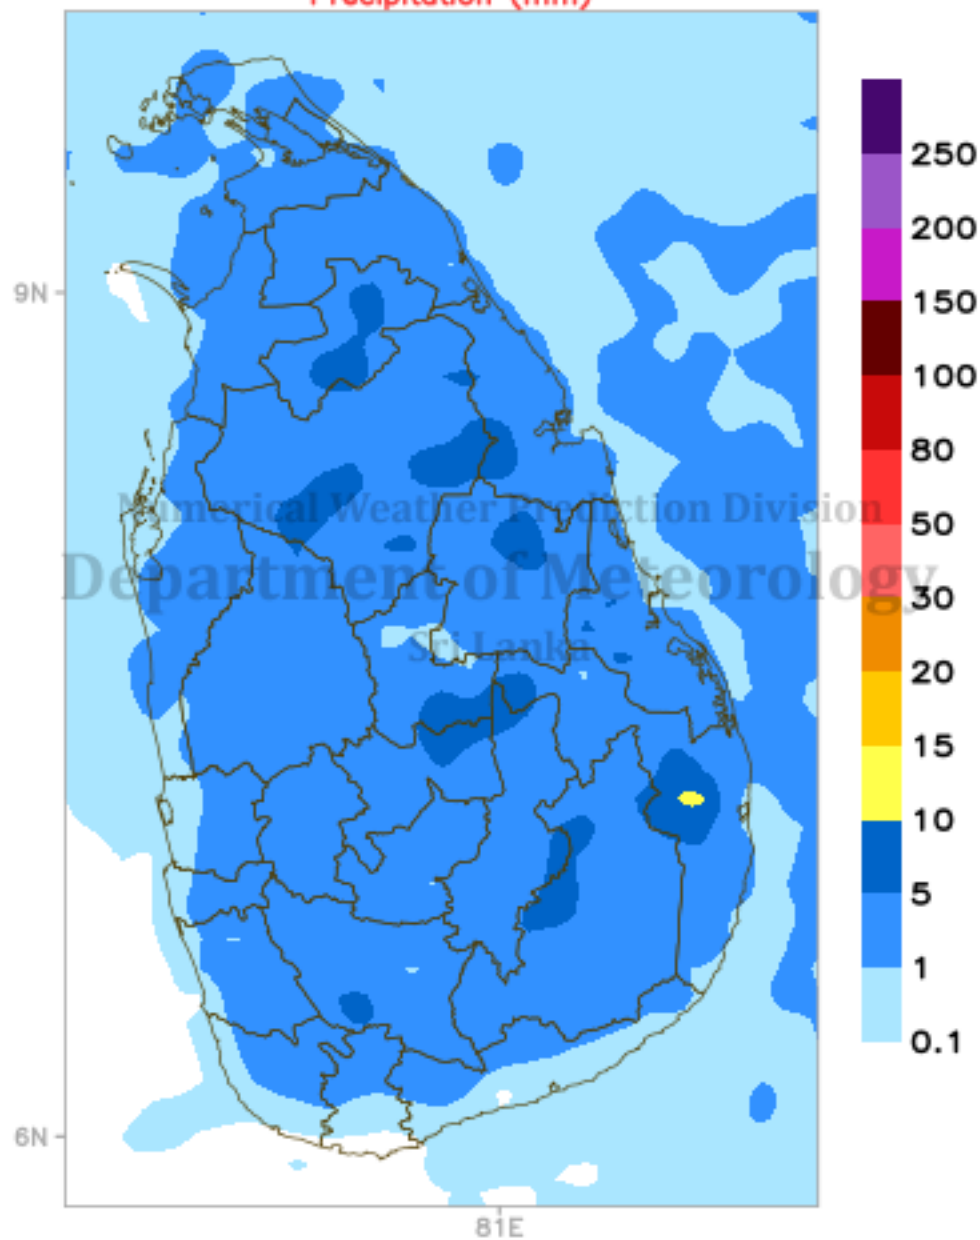 Precipitation (mm)
9N
6N
81E
Numerical Weather Prediction Division
Department of Meteorology
Sri Lanka
250
200
150
100
80
50
30
20
15
10
5
1
0.1